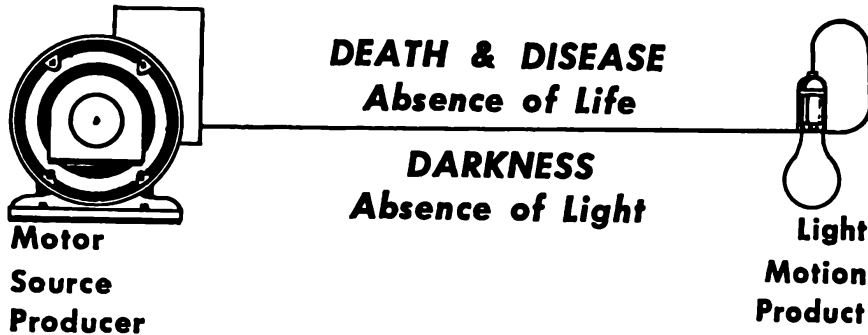 DEATH & DISEASE
Absence of Life
DARKNESS
Absence of Light
Motor
Source
Producer
Light
Motion
Product